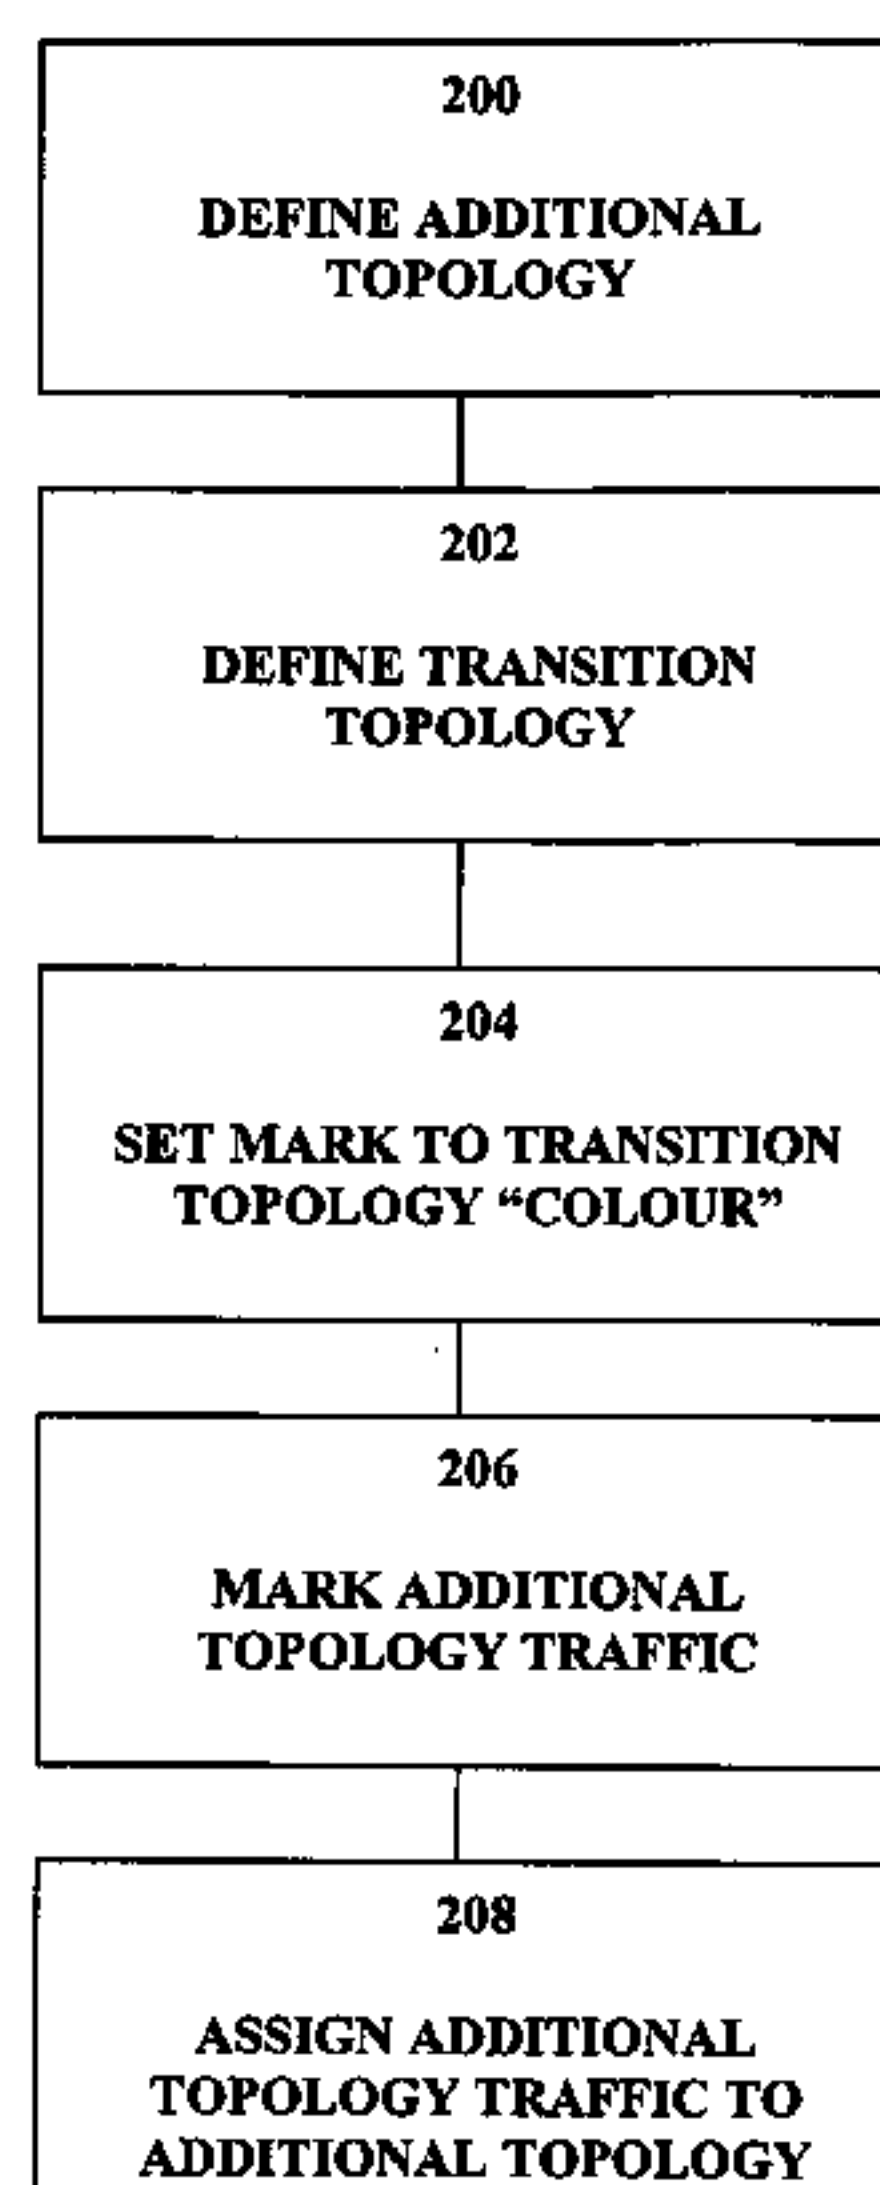 200
DEFINE ADDITIONAL
TOPOLOGY
202
DEFINE TRANSITION
TOPOLOGY
204
SET MARK TO TRANSITION
TOPOLOGY “COLOUR”
206
MARK ADDITIONAL
TOPOLOGY TRAFFIC
208
ASSIGN ADDITIONAL
TOPOLOGY TRAFFIC TO
ADDITIONAL TOPOLOGY